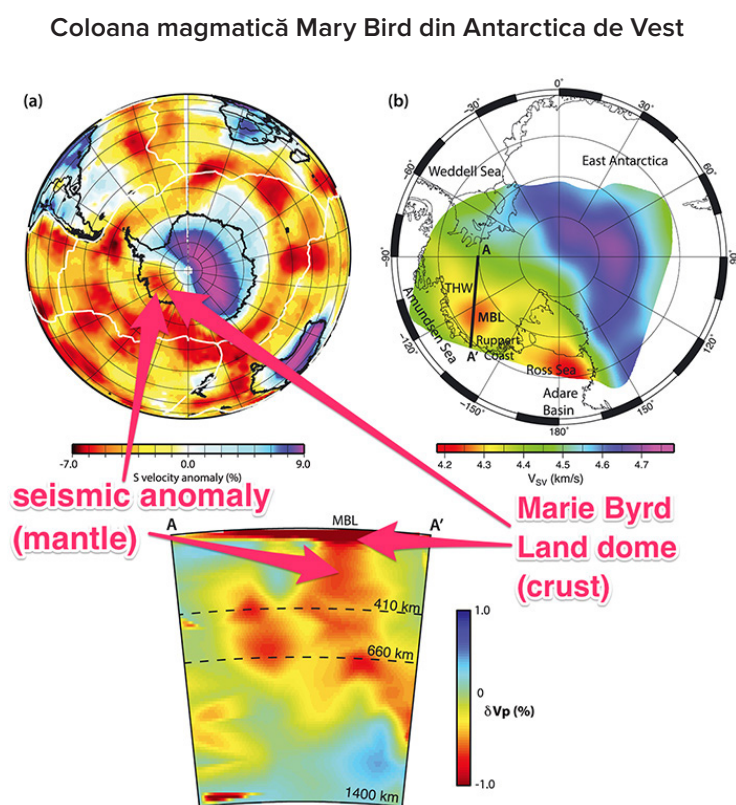 Coloana magmatică Mary Bird din Antarctica de Vest
(a)
(b)
0˚
30˚
60˚
90˚
120˚
150˚
180˚
−150˚
−120˚
−90˚
−60˚
−30˚
Weddell Sea
East Antarctica
A
THW
MBL
Amundsen Sea
Ruppert
Coast
A'
Ross Sea
Adare
Basin
-7.0 0.0 9.0
S velocity anomaly (%)
4.2 4.3 4.4 4.5 4.6 4.7
VSV (km/s)
seismic anomaly
(mantle)
Marie Byrd
Land dome
(crust)
A MBL A'
410 km
660 km
1400 km
1.0
0
δVp (%)
-1.0